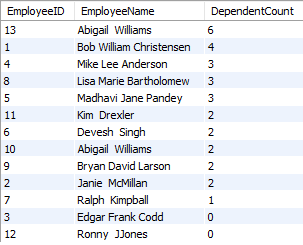 EmployeeID EmployeeName DependentCount
13 Abigail  Williams 6
1 Bob William Christensen 4
4 Mike Lee Anderson 3
8 Lisa Marie Bartholomew 3
5 Madhavi Jane Pandey 3
11 Kim  Drexler 2
6 Devesh  Singh 2
10 Abigail  Williams 2
9 Bryan David Larson 2
2 Janie  McMillan 2
7 Ralph  Kimpball 1
3 Edgar Frank Codd 0
12 Ronny  JJones 0